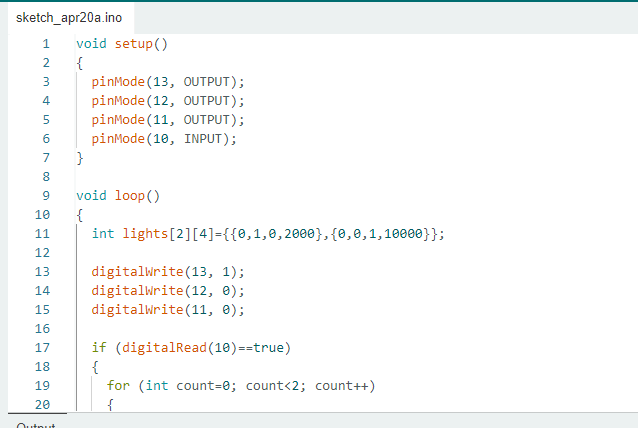 sketch_apr20a.ino
1 void setup()
2 {
3 pinMode(13, OUTPUT);
4 pinMode(12, OUTPUT);
5 pinMode(11, OUTPUT);
6 pinMode(10, INPUT);
7 }
8
9 void loop()
10 {
11 int lights[2][4]={{0,1,0,2000},{0,0,1,10000}};
12
13 digitalWrite(13, 1);
14 digitalWrite(12, 0);
15 digitalWrite(11, 0);
16
17 if (digitalRead(10)==true)
18 {
19 for (int count=0; count<2; count++)
20 {
Output